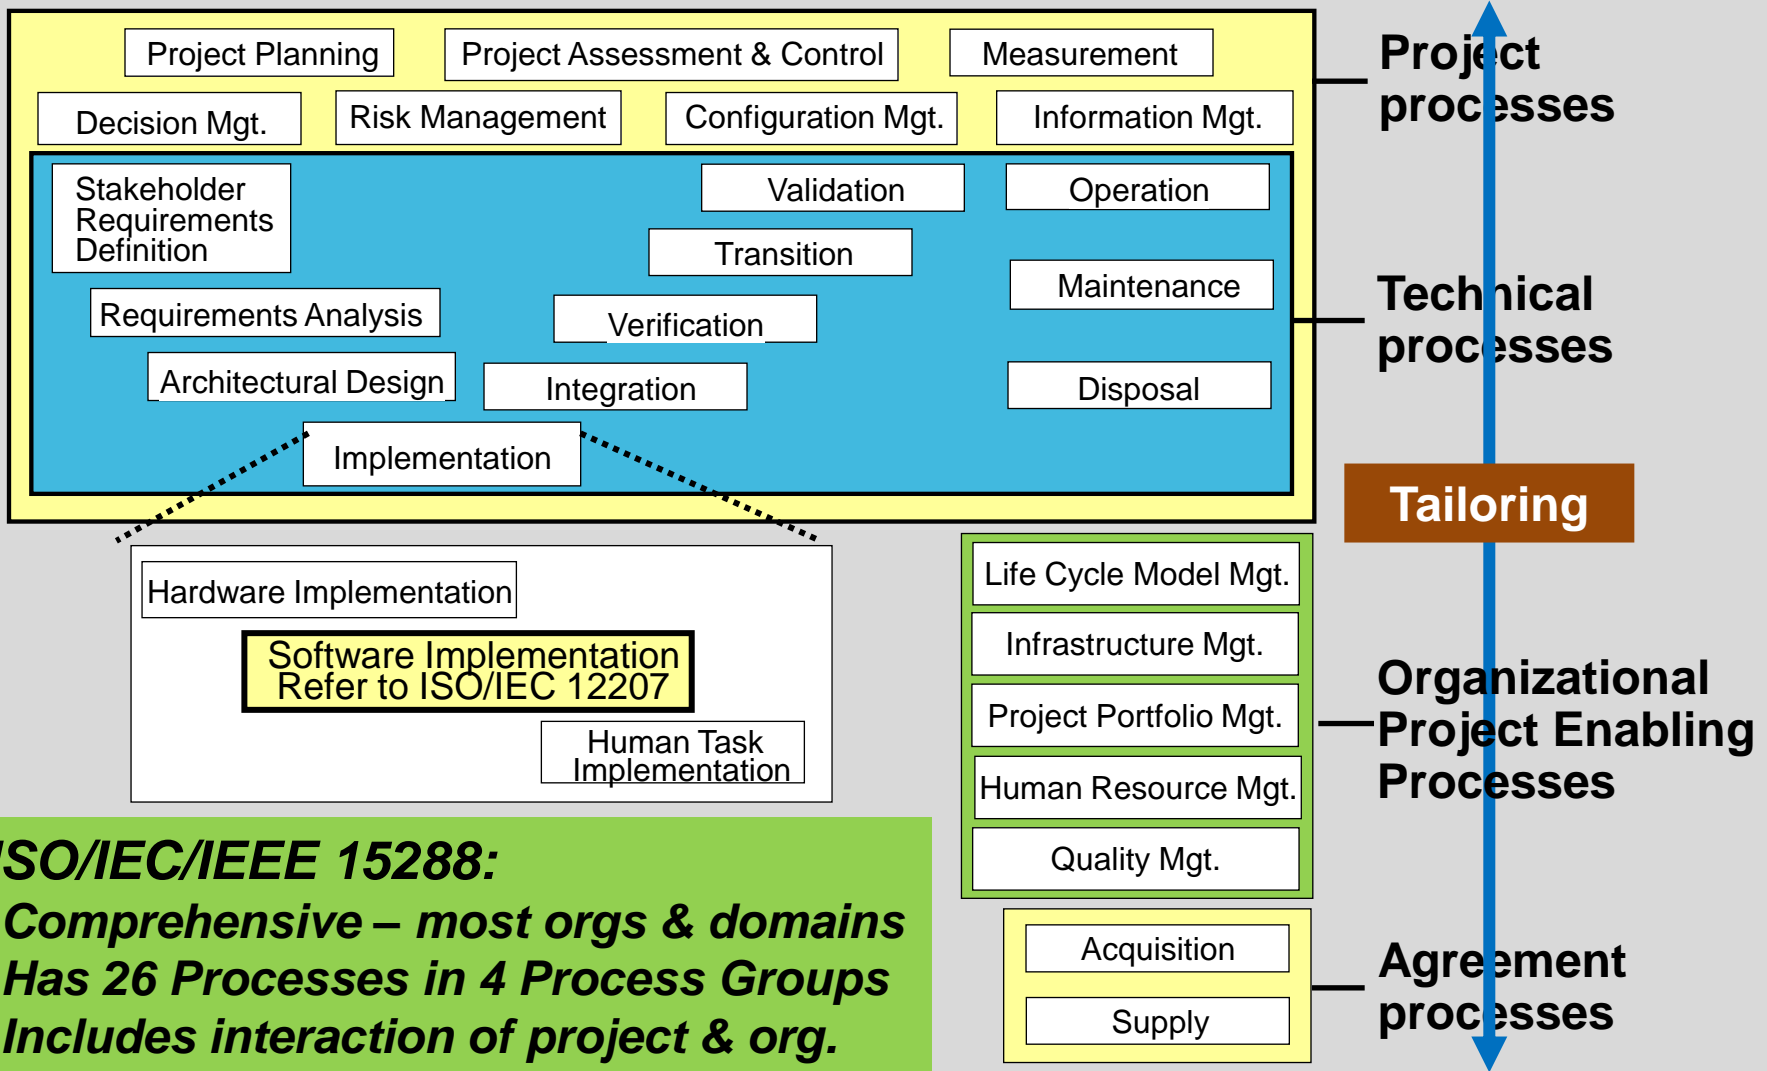 Project Planning
Project Assessment & Control
Measurement
Decision Mgt.
Risk Management
Configuration Mgt.
Information Mgt.
Project
processes
Stakeholder
Requirements
Definition
Validation
Operation
Transition
Maintenance
Requirements Analysis
Verification
Architectural Design
Integration
Disposal
Implementation
Technical
processes
Tailoring
Hardware Implementation
Software Implementation
Refer to ISO/IEC 12207
Human Task
Implementation
Life Cycle Model Mgt.
Infrastructure Mgt.
Project Portfolio Mgt.
Human Resource Mgt.
Quality Mgt.
Organizational
Project Enabling
Processes
ISO/IEC/IEEE 15288:
Comprehensive – most orgs & domains
Has 26 Processes in 4 Process Groups
Includes interaction of project & org.
Acquisition
Supply
Agreement
processes